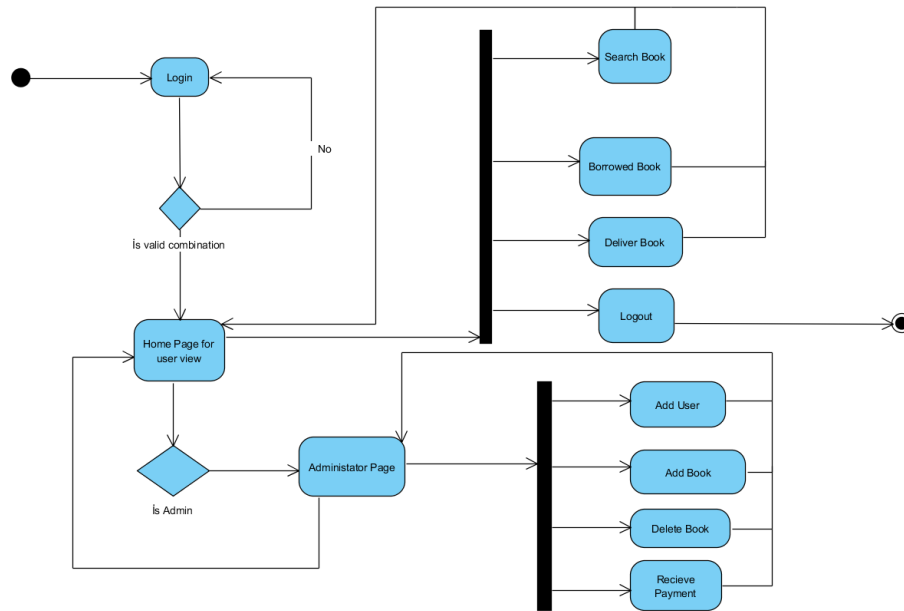 Search Book
Login
No
Borrowed Book
İs valid combination
Deliver Book
Logout
Home Page for
user view
Add User
Administator Page
Add Book
İs Admin
Delete Book
Recieve
Payment